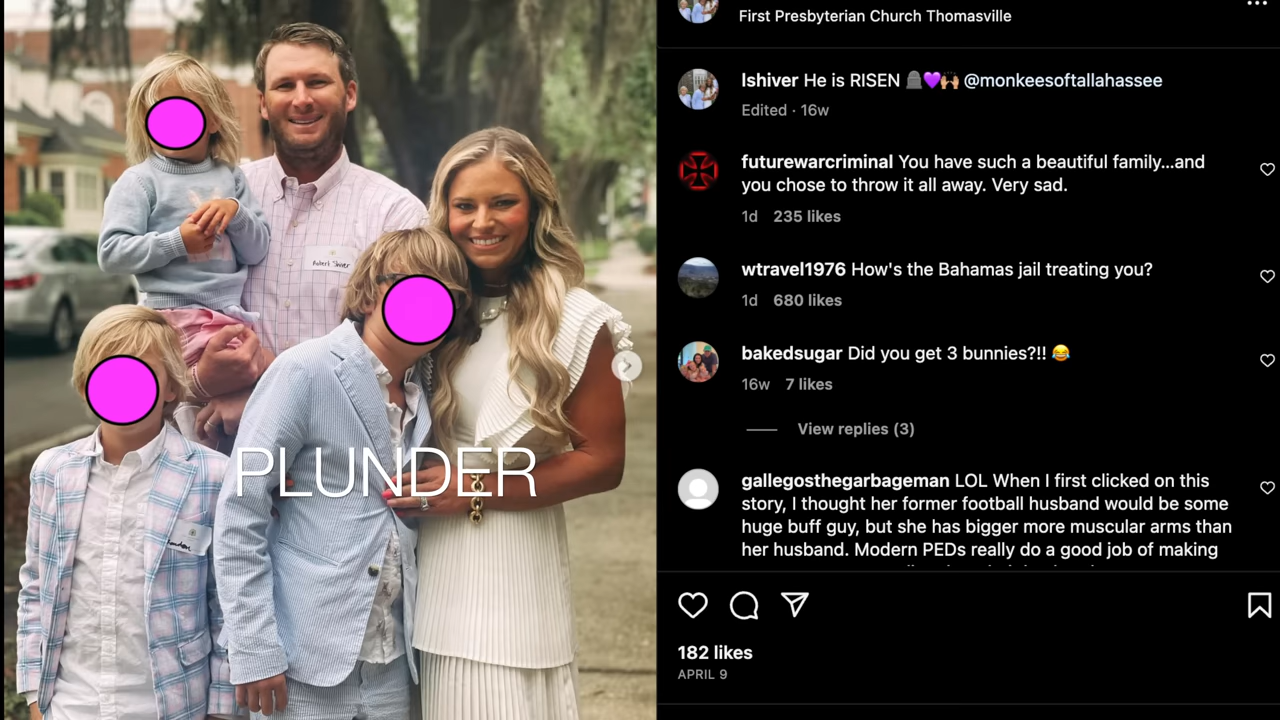 First Presbyterian Church Thomasville
lshiver He is RISEN 🪦💜🙌🏼 @monkeesoftallahassee
Edited · 16w
futurewarcriminal You have such a beautiful family...and
you chose to throw it all away. Very sad.
1d 235 likes
wtravel1976 How's the Bahamas jail treating you?
1d 680 likes
bakedsugar Did you get 3 bunnies?!! 😂
16w 7 likes
View replies (3)
gallegosthegarbageman LOL When I first clicked on this
story, I thought her former football husband would be some
huge buff guy, but she has bigger more muscular arms than
her husband. Modern PEDs really do a good job of making
182 likes
APRIL 9
PLUNDER
Shiver